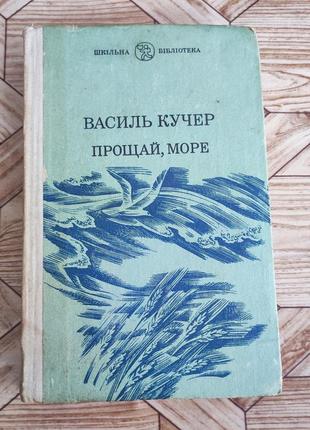 ШКІЛЬНА БІБЛІОТЕКА
ВАСИЛЬ КУЧЕР
ПРОЩАЙ, МОРЕ